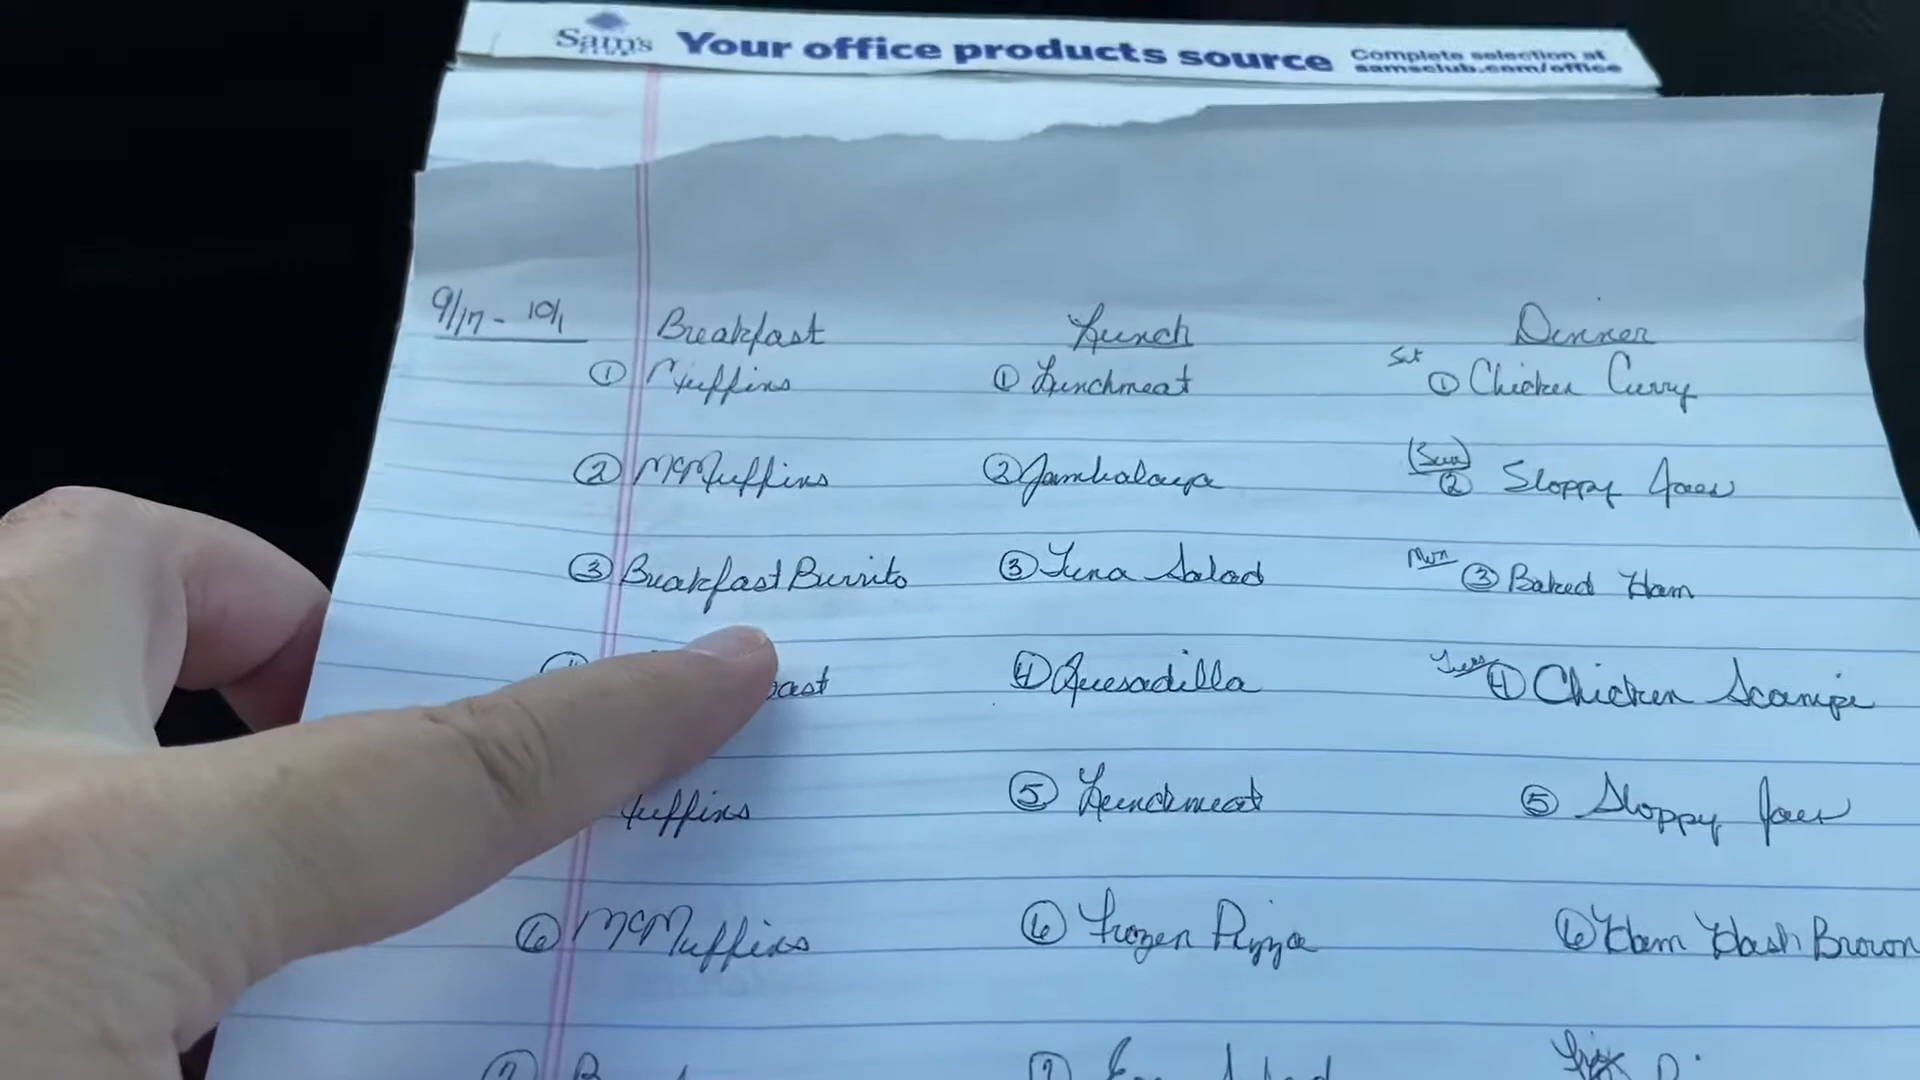 Sam's Your office products source Complete selection at
samsclub.com/office
9/17 - 10/1 Breakfast Lunch Dinner
① Muffins ① Lunchmeat Sat ① Chicken Curry
② McMuffins ② Jambalaya (Sun) ② Sloppy Joes
③ Breakfast Burrito ③ Tuna Salad Mon ③ Baked Ham
④ Quesadilla Tues ④ Chicken Scampi
⑤ Lunchmeat ⑤ Sloppy Joes
⑥ McMuffins ⑥ Frozen Pizza ⑥ Ham Hash Brown